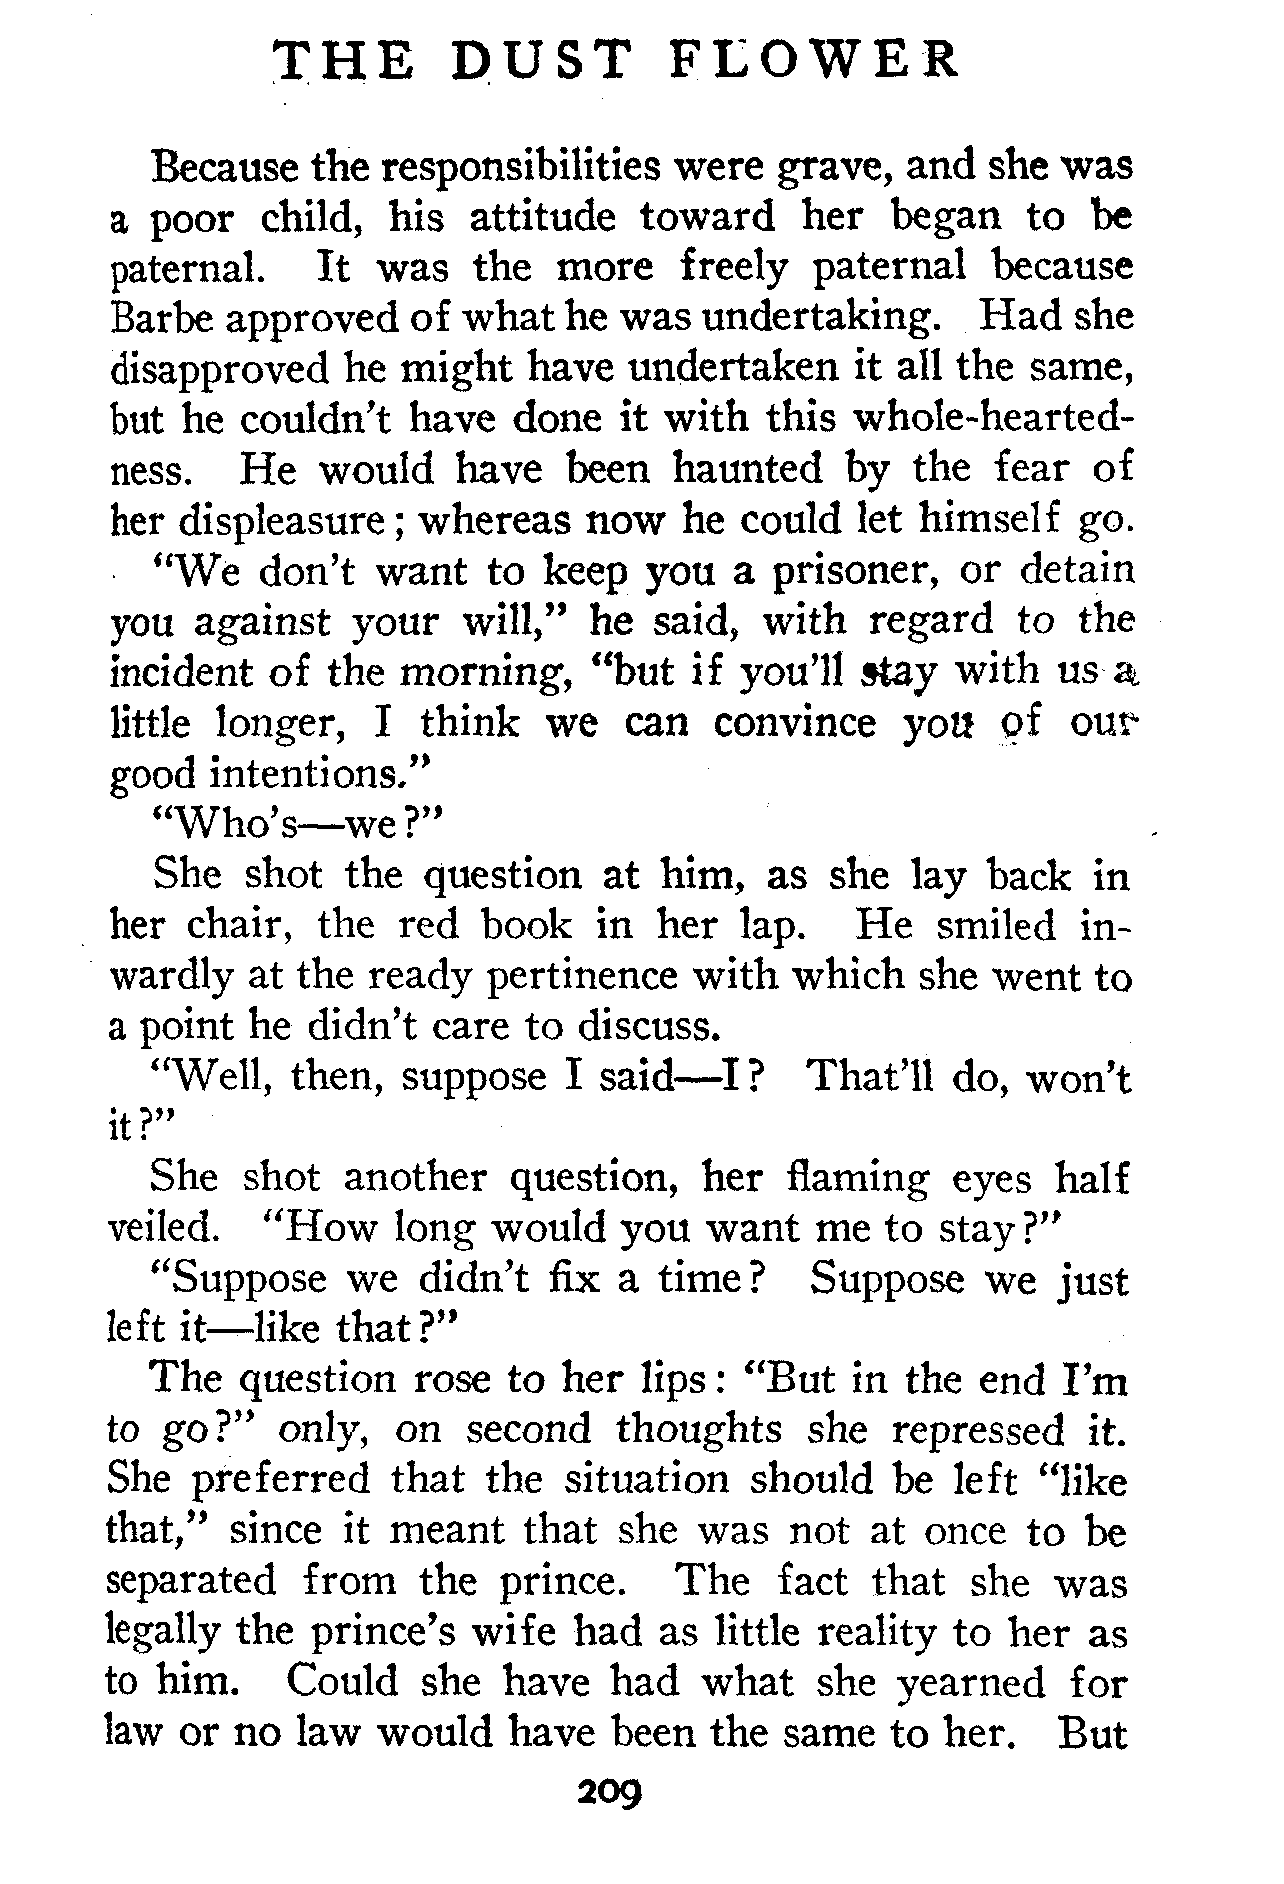 THE DUST FLOWER
Because the responsibilities were grave, and she was
a poor child, his attitude toward her began to be
paternal. It was the more freely paternal because
Barbe approved of what he was undertaking. Had she
disapproved he might have undertaken it all the same,
but he couldn't have done it with this whole-hearted-
ness. He would have been haunted by the fear of
her displeasure; whereas now he could let himself go.
"We don't want to keep you a prisoner, or detain
you against your will," he said, with regard to the
incident of the morning, "but if you'll stay with us a
little longer, I think we can convince you of our
good intentions."
"Who's—we?"
She shot the question at him, as she lay back in
her chair, the red book in her lap. He smiled in-
wardly at the ready pertinence with which she went to
a point he didn't care to discuss.
"Well, then, suppose I said—I? That'll do, won't
it?"
She shot another question, her flaming eyes half
veiled. "How long would you want me to stay?"
"Suppose we didn't fix a time? Suppose we just
left it—like that?"
The question rose to her lips: "But in the end I'm
to go?" only, on second thoughts she repressed it.
She preferred that the situation should be left "like
that," since it meant that she was not at once to be
separated from the prince. The fact that she was
legally the prince's wife had as little reality to her as
to him. Could she have had what she yearned for
law or no law would have been the same to her. But
209